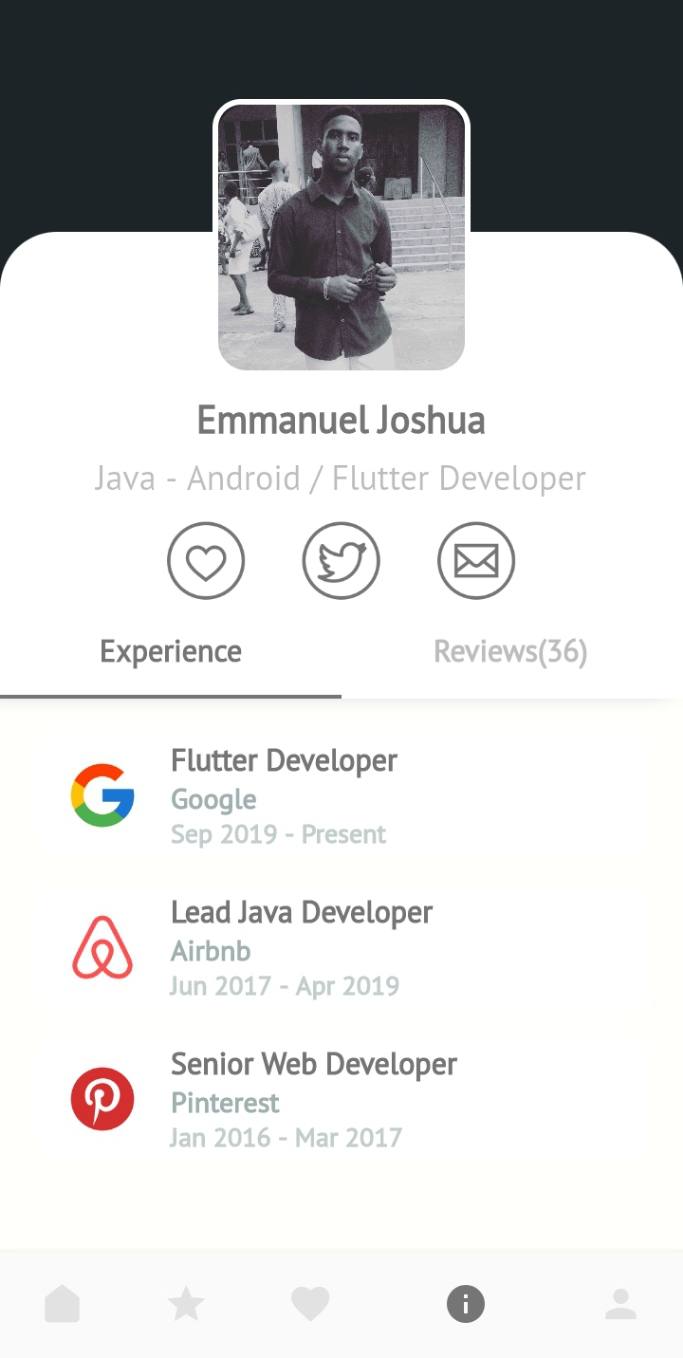 Emmanuel Joshua
Java - Android / Flutter Developer
Experience
Reviews(36)
Flutter Developer
Google
Sep 2019 - Present
Lead Java Developer
Airbnb
Jun 2017 - Apr 2019
Senior Web Developer
Pinterest
Jan 2016 - Mar 2017